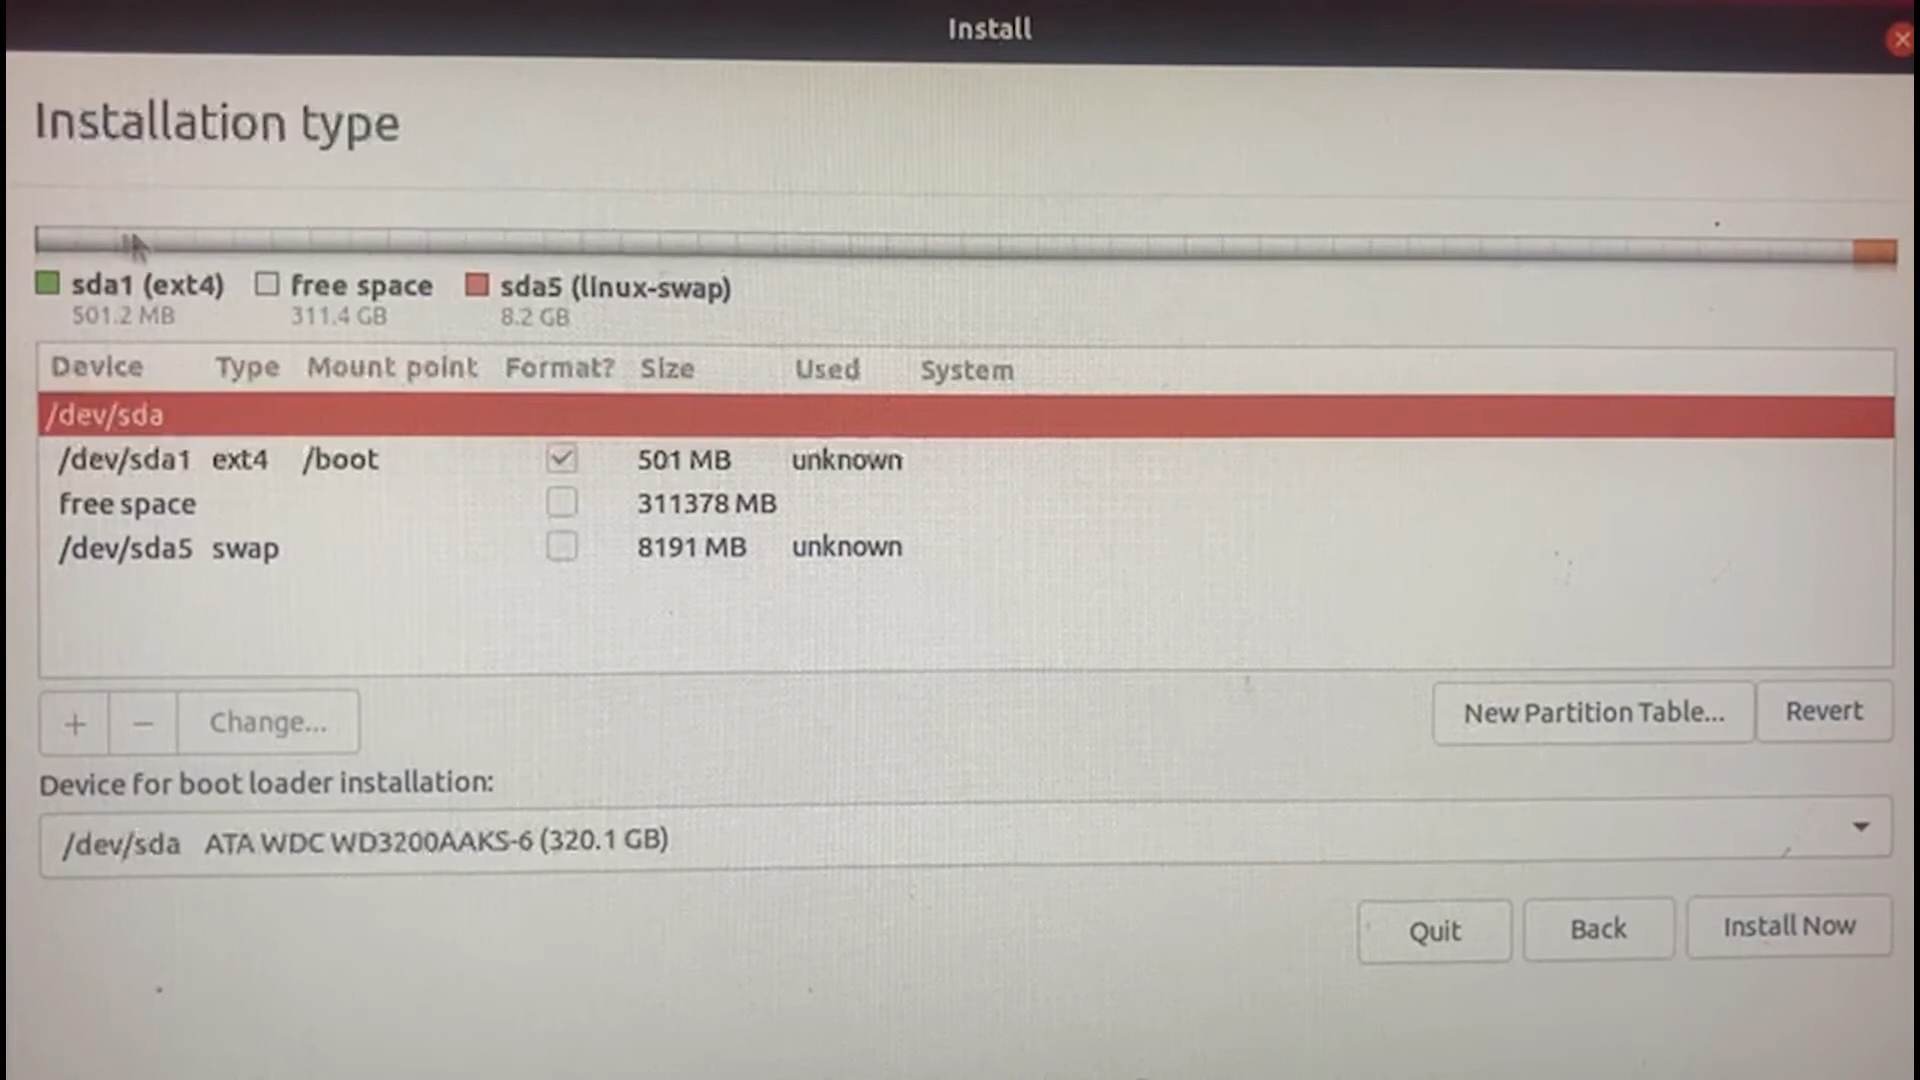 Install
Installation type
sda1 (ext4) free space sda5 (linux-swap)
501.2 MB 311.4 GB 8.2 GB
Device Type Mount point Format? Size Used System
/dev/sda
/dev/sda1 ext4 /boot 501 MB unknown
free space 311378 MB
/dev/sda5 swap 8191 MB unknown
+ − Change... New Partition Table... Revert
Device for boot loader installation:
/dev/sda ATA WDC WD3200AAKS-6 (320.1 GB)
Quit Back Install Now